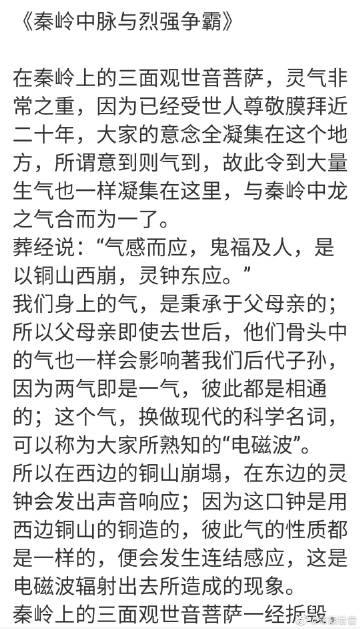 《秦岭中脉与烈强争霸》
在秦岭上的三面观世音菩萨，灵气非
常之重，因为已经受世人尊敬膜拜近
二十年，大家的意念全凝集在这个地
方，所谓意到则气到，故此令到大量
生气也一样凝集在这里，与秦岭中龙
之气合而为一了。
葬经说：“气感而应，鬼福及人，是
以铜山西崩，灵钟东应。”
我们身上的气，是秉承于父母亲的；
所以父母亲即使去世后，他们骨头中
的气也一样会影响著我们后代子孙，
因为两气即是一气，彼此都是相通
的；这个气，换做现代的科学名词，
可以称为大家所熟知的“电磁波”。
所以在西边的铜山崩塌，在东边的灵
钟会发出声音响应；因为这口钟是用
西边铜山的铜造的，彼此气的性质都
是一样的，便会发生连结感应，这是
电磁波辐射出去所造成的现象。
秦岭上的三面观世音菩萨一经折毁，